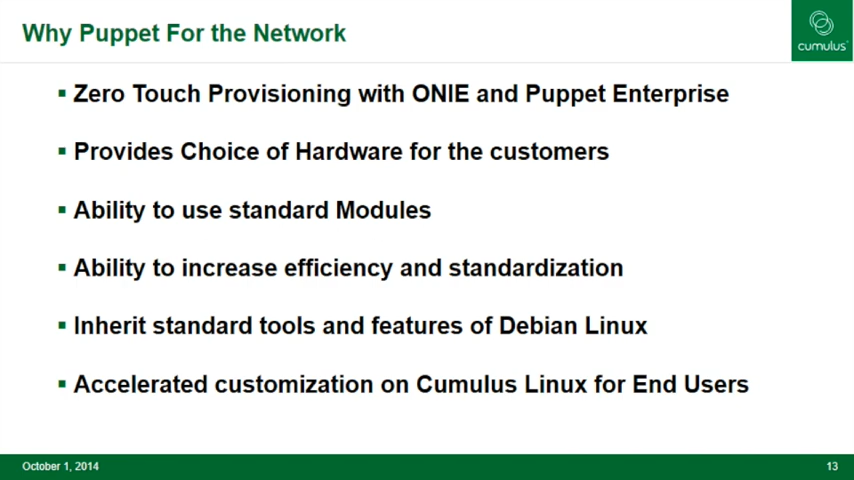 Why Puppet For the Network
cumulus
▪ Zero Touch Provisioning with ONIE and Puppet Enterprise
▪ Provides Choice of Hardware for the customers
▪ Ability to use standard Modules
▪ Ability to increase efficiency and standardization
▪ Inherit standard tools and features of Debian Linux
▪ Accelerated customization on Cumulus Linux for End Users
October 1, 2014
13